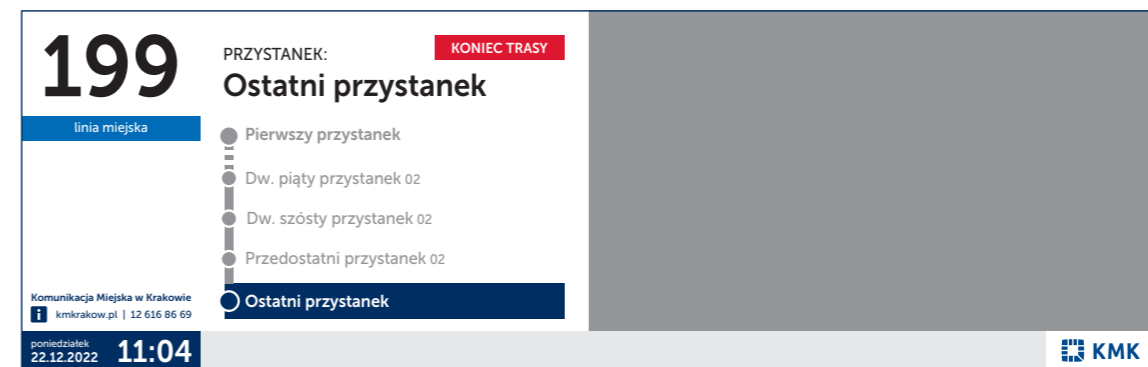 199
linia miejska
PRZYSTANEK:
KONIEC TRASY
Ostatni przystanek
Pierwszy przystanek
Dw. piąty przystanek 02
Dw. szósty przystanek 02
Przedostatni przystanek 02
Ostatni przystanek
Komunikacja Miejska w Krakowie
i kmkrakow.pl | 12 616 86 69
poniedziałek
22.12.2022 11:04
KMK